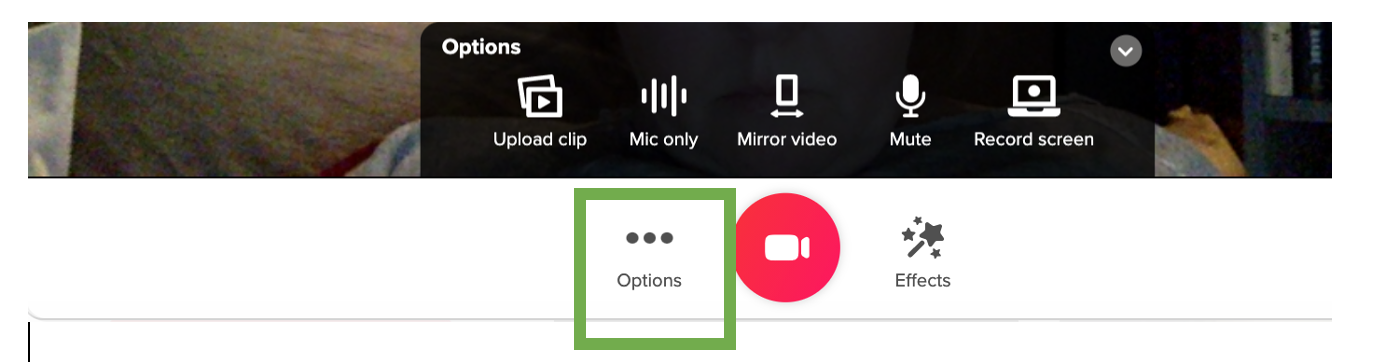 Options
Upload clip Mic only Mirror video Mute Record screen
Options Effects